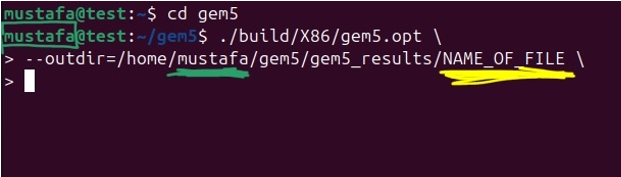 mustafa@test:~$ cd gem5
mustafa@test:~/gem5$ ./build/X86/gem5.opt \
> --outdir=/home/mustafa/gem5/gem5_results/NAME_OF_FILE \
>